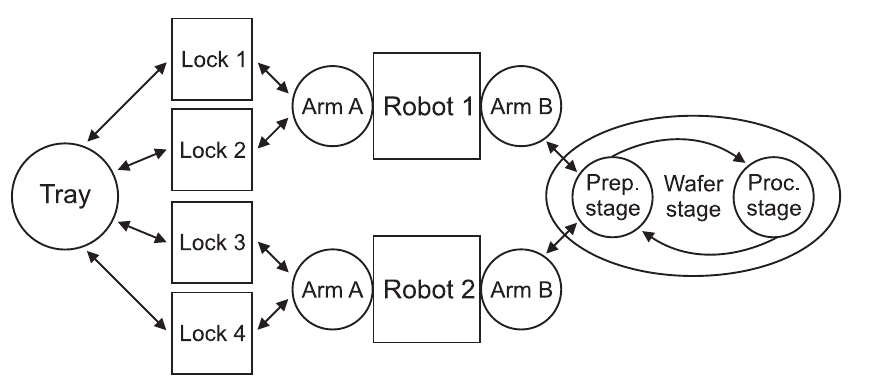 Lock 1
Arm A
Robot 1
Arm B
Lock 2
Tray
Prep.
stage
Wafer
stage
Proc.
stage
Lock 3
Arm A
Robot 2
Arm B
Lock 4